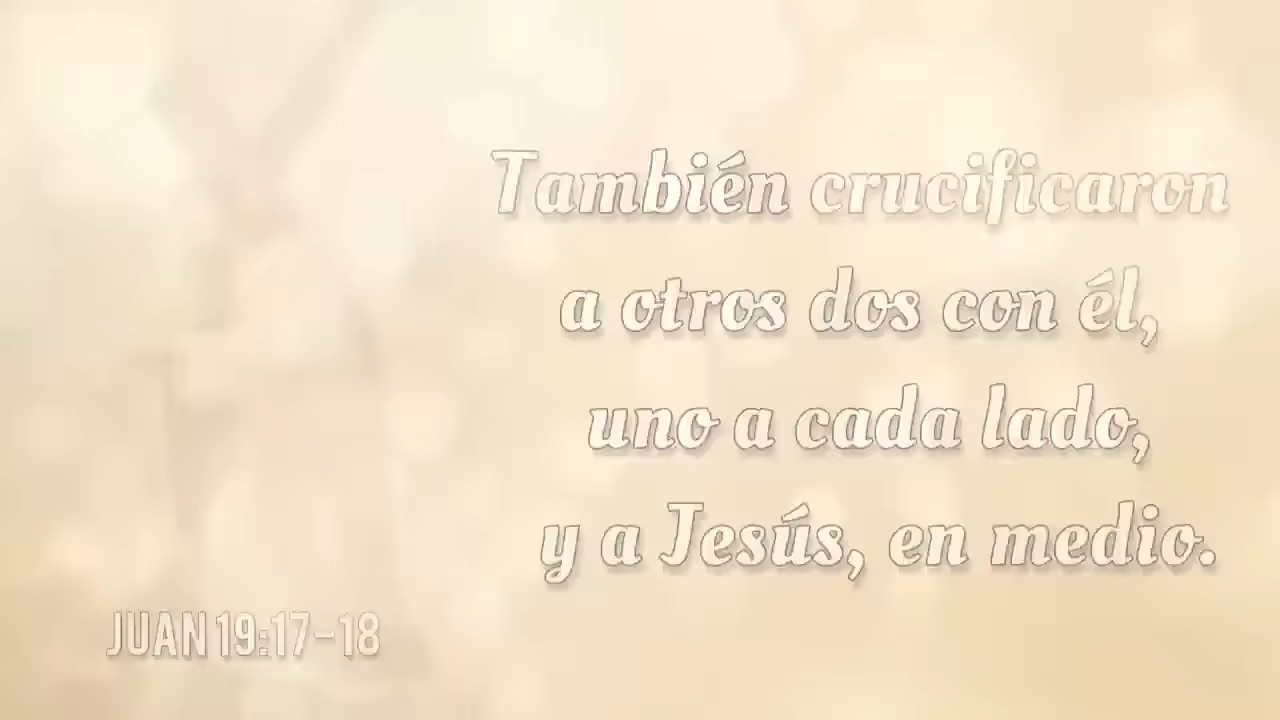 También crucificaron
a otros dos con él,
uno a cada lado,
y a Jesús, en medio.
JUAN 19:17-18